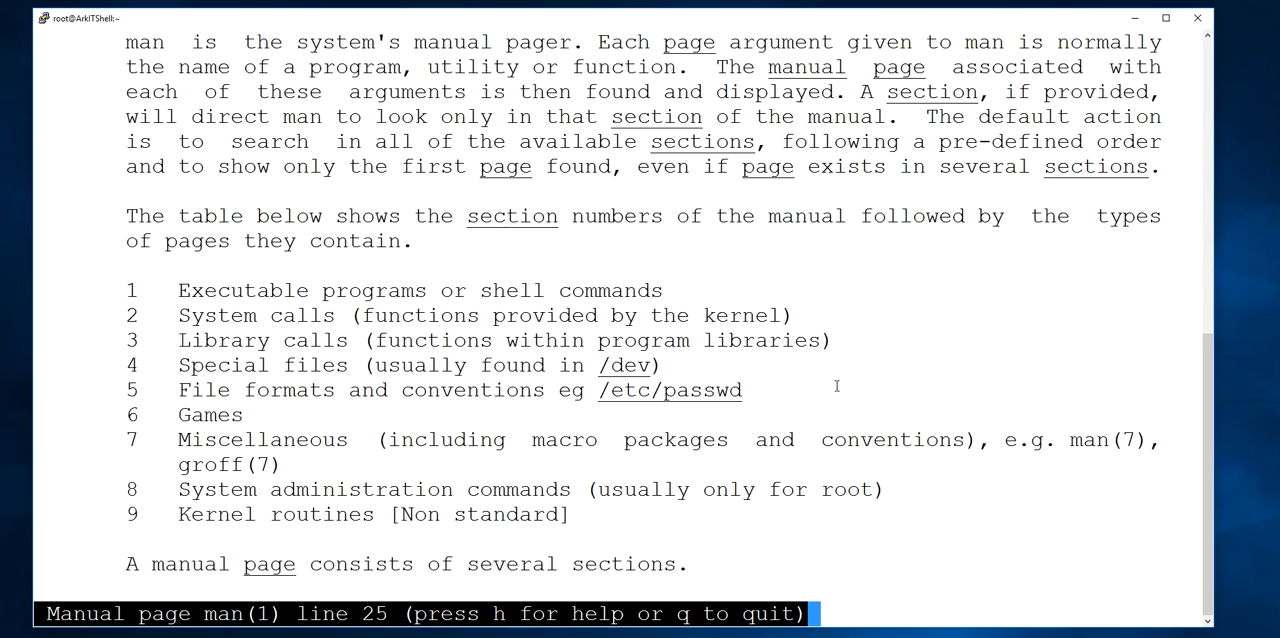 root@ArkITShell:~
man is the system's manual pager. Each page argument given to man is normally
the name of a program, utility or function. The manual page associated with
each of these arguments is then found and displayed. A section, if provided,
will direct man to look only in that section of the manual. The default action
is to search in all of the available sections, following a pre-defined order
and to show only the first page found, even if page exists in several sections.
The table below shows the section numbers of the manual followed by the types
of pages they contain.
1 Executable programs or shell commands
2 System calls (functions provided by the kernel)
3 Library calls (functions within program libraries)
4 Special files (usually found in /dev)
5 File formats and conventions eg /etc/passwd
6 Games
7 Miscellaneous (including macro packages and conventions), e.g. man(7),
groff(7)
8 System administration commands (usually only for root)
9 Kernel routines [Non standard]
A manual page consists of several sections.
Manual page man(1) line 25 (press h for help or q to quit)